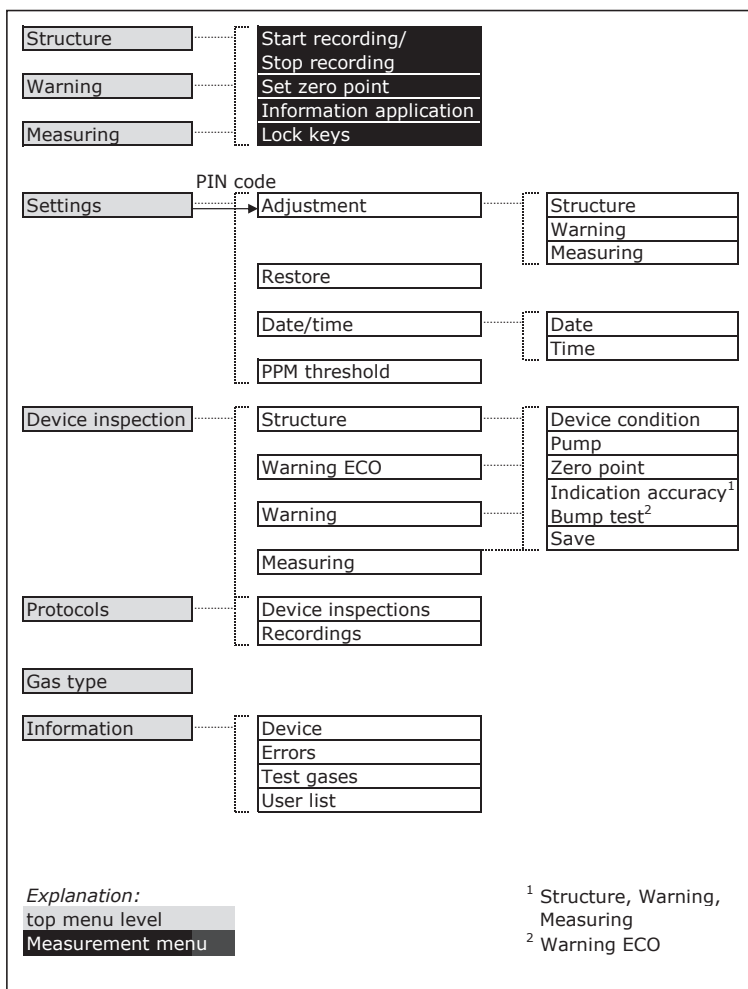 Structure
Start recording/
Stop recording
Warning
Set zero point
Information application
Measuring
Lock keys
PIN code
Settings
Adjustment
Structure
Warning
Measuring
Restore
Date/time
Date
Time
PPM threshold
Device inspection
Structure
Device condition
Pump
Warning ECO
Zero point
Indication accuracy¹
Warning
Bump test²
Save
Measuring
Protocols
Device inspections
Recordings
Gas type
Information
Device
Errors
Test gases
User list
Explanation:
top menu level
Measurement menu
¹ Structure, Warning,
Measuring
² Warning ECO